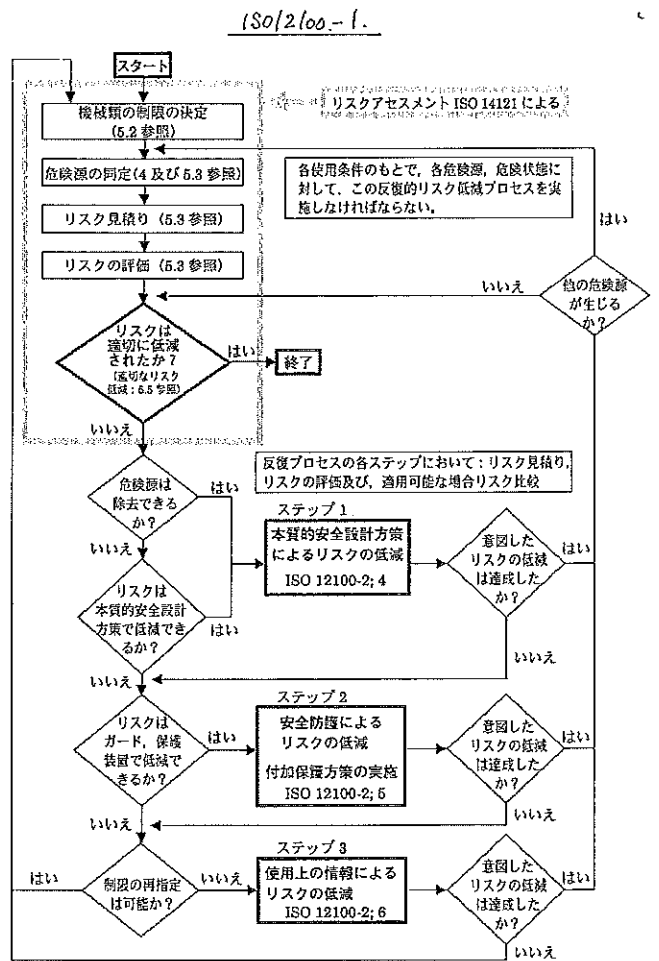 ISO12100-1.
スタート
リスクアセスメント ISO 14121 による
機械類の制限の決定
(5.2 参照)
危険源の同定(4 及び 5.3 参照)
リスク見積り (5.3 参照)
リスクの評価 (5.3 参照)
各使用条件のもとで，各危険源，危険状態に
対して、この反復的リスク低減プロセスを実
施しなければならない。
はい
いいえ
他の危険源
が生じる
か？
リスクは
適切に低減
されたか？
(適切なリスク
低減：5.5 参照)
はい
終了
いいえ
反復プロセスの各ステップにおいて：リスク見積り，
リスクの評価及び，適用可能な場合リスク比較
危険源は
除去できる
か？
はい
いいえ
ステップ 1
本質的安全設計方策
によるリスクの低減
ISO 12100-2; 4
意図した
リスクの低減
は達成した
か？
はい
いいえ
リスクは
本質的安全設計
方策で低減でき
るか？
はい
いいえ
ステップ 2
リスクは
ガード，保護
装置で低減で
きるか？
はい
いいえ
安全防護による
リスクの低減
付加保護方策の実施
ISO 12100-2; 5
意図した
リスクの低減
は達成した
か？
はい
いいえ
ステップ 3
はい
制限の再指定
は可能か？
いいえ
使用上の情報による
リスクの低減
ISO 12100-2; 6
意図した
リスクの低減
は達成した
か？
はい
いいえ